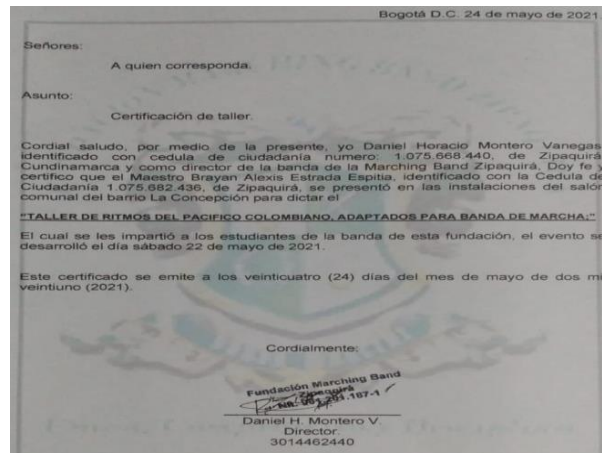 Bogotá D.C. 24 de mayo de 2021.
Señores:
A quien corresponda.
Asunto:
Certificación de taller.
Cordial saludo, por medio de la presente, yo Daniel Horacio Montero Vanegas,
identificado con cedula de ciudadanía numero: 1.075.668.440, de Zipaquirá
Cundinamarca y como director de la banda de la Marching Band Zipaquirá, Doy fe y
certifico que el Maestro Brayan Alexis Estrada Espitia, identificado con la Cedula de
Ciudadanía 1.075.682.436, de Zipaquirá, se presentó en las instalaciones del salón
comunal del barrio La Concepción para dictar el
"TALLER DE RITMOS DEL PACIFICO COLOMBIANO, ADAPTADOS PARA BANDA DE MARCHA;"
El cual se les impartió a los estudiantes de la banda de esta fundación, el evento se
desarrolló el día sábado 22 de mayo de 2021.
Este certificado se emite a los veinticuatro (24) días del mes de mayo de dos mi
veintiuno (2021).
Cordialmente;
Fundación Marching Band
Zipaquirá
Daniel H. Montero V.
Director.
3014462440